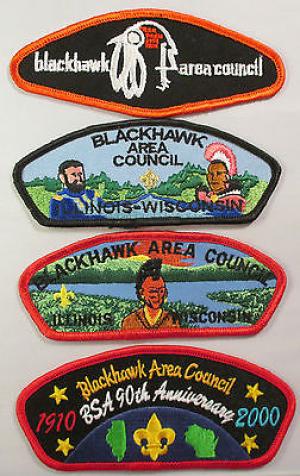 blackhawk area council
BLACKHAWK
AREA
COUNCIL
ILLINOIS-WISCONSIN
BLACKHAWK AREA COUNCIL
ILLINOIS WISCONSIN
Blackhawk Area Council
BSA 90th Anniversary
1910 2000